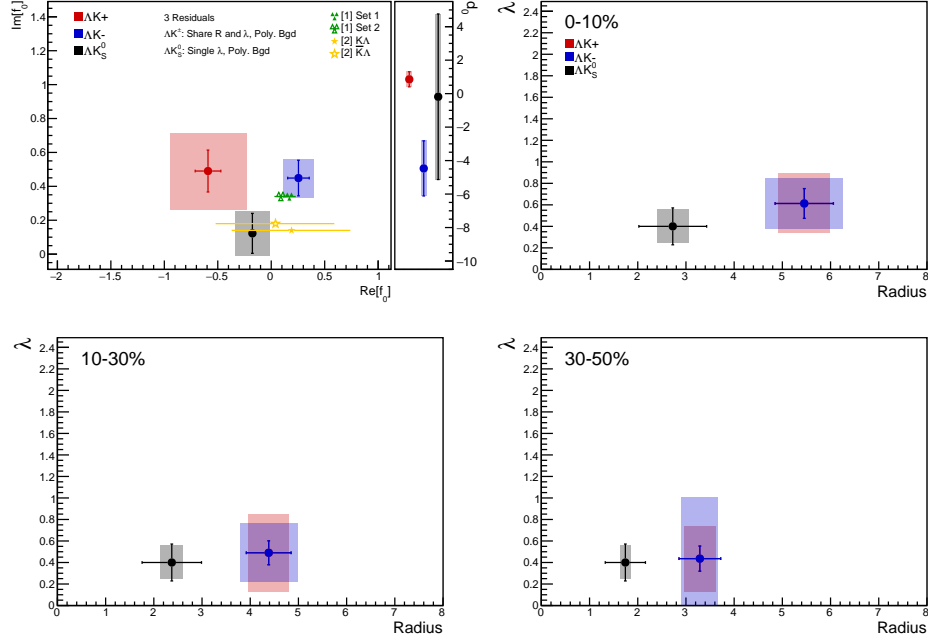 Im[f₀]
1.4
1.2
1
0.8
0.6
0.4
0.2
0
−2 −1.5 −1 −0.5 0 0.5 1
Re[f₀]
ΛK+
ΛK-
ΛK⁰S
3 Residuals
ΛK±: Share R and λ, Poly. Bgd
ΛK⁰S: Single λ, Poly. Bgd
[1] Set 1
[1] Set 2
[2] KΛ
[2] K̅Λ
d₀
4
2
0
−2
−4
−6
−8
−10
λ
0-10%
ΛK+
ΛK-
ΛK⁰S
2.4
2.2
2
1.8
1.6
1.4
1.2
1
0.8
0.6
0.4
0.2
0
0 1 2 3 4 5 6 7 8
Radius
λ
10-30%
2.4
2.2
2
1.8
1.6
1.4
1.2
1
0.8
0.6
0.4
0.2
0
0 1 2 3 4 5 6 7 8
Radius
λ
30-50%
2.4
2.2
2
1.8
1.6
1.4
1.2
1
0.8
0.6
0.4
0.2
0
0 1 2 3 4 5 6 7 8
Radius